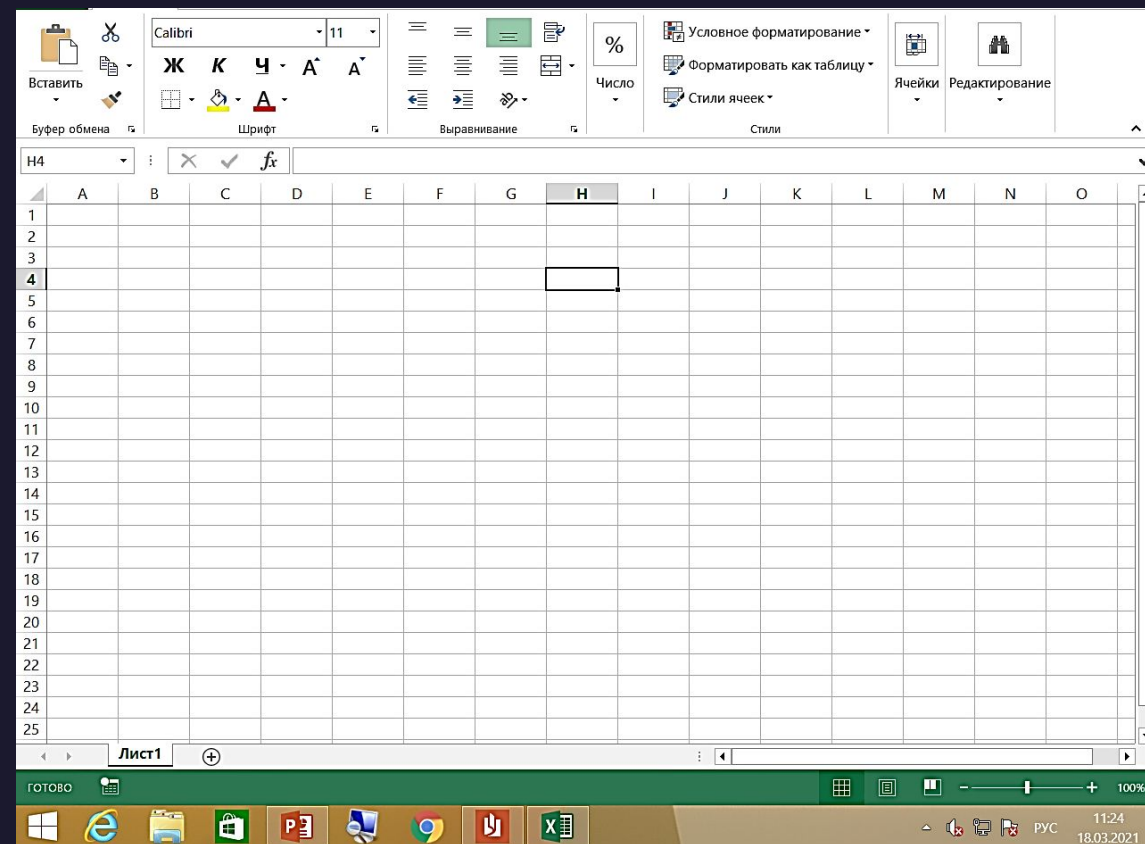 Calibri 11
Условное форматирование
Ж К Ч А А
%
Форматировать как таблицу
Вставить
Число
Ячейки Редактирование
А
Стили ячеек
Буфер обмена Шрифт Выравнивание Стили
H4 fx
A B C D E F G H I J K L M N O
1
2
3
4
5
6
7
8
9
10
11
12
13
14
15
16
17
18
19
20
21
22
23
24
25
Лист1
ГОТОВО 100%
РУС 11:24
18.03.2021